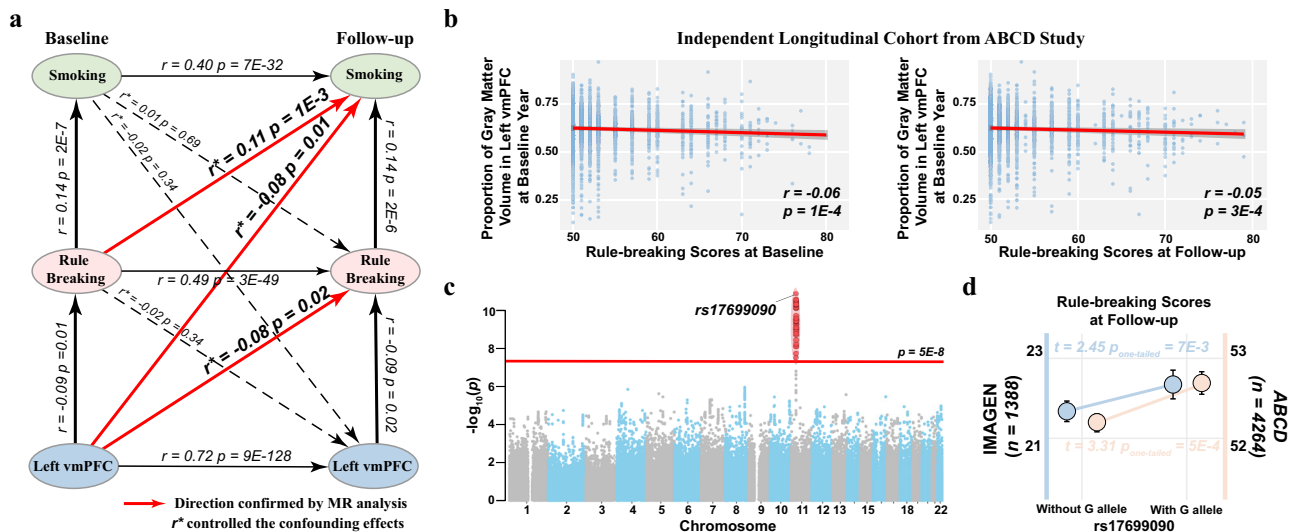 a
Baseline
Follow-up
Smoking
r = 0.40 p = 7E-32
Smoking
r* = 0.01 p = 0.69
r* = -0.02 p = 0.34
r* = 0.11 p = 1E-3
r* = -0.08 p = 0.01
r = 0.14 p = 2E-7
r = 0.14 p = 2E-6
Rule
Breaking
r = 0.49 p = 3E-49
Rule
Breaking
r* = -0.02 p = 0.34
r* = -0.08 p = 0.02
r = -0.09 p =0.01
r = -0.09 p = 0.02
Left vmPFC
r = 0.72 p = 9E-128
Left vmPFC
Direction confirmed by MR analysis
r* controlled the confounding effects
b
Independent Longitudinal Cohort from ABCD Study
Proportion of Gray Matter
Volume in Left vmPFC
at Baseline Year
0.75
0.50
0.25
r = -0.06
p = 1E-4
50 60 70 80
Rule-breaking Scores at Baseline
Proportion of Gray Matter
Volume in Left vmPFC
at Baseline Year
0.75
0.50
0.25
r = -0.05
p = 3E-4
50 60 70 80
Rule-breaking Scores at Follow-up
c
rs17699090
p = 5E-8
-log10(p)
10
8
6
4
2
0
1 2 3 4 5 6 7 8 9 10 11 12 13 15 18 22
Chromosome
d
Rule-breaking Scores
at Follow-up
23
53
t = 2.45 p one-tailed = 7E-3
IMAGEN
(n = 1388)
ABCD
(n = 4264)
21
52
t = 3.31 p one-tailed = 5E-4
Without G allele
With G allele
rs17699090